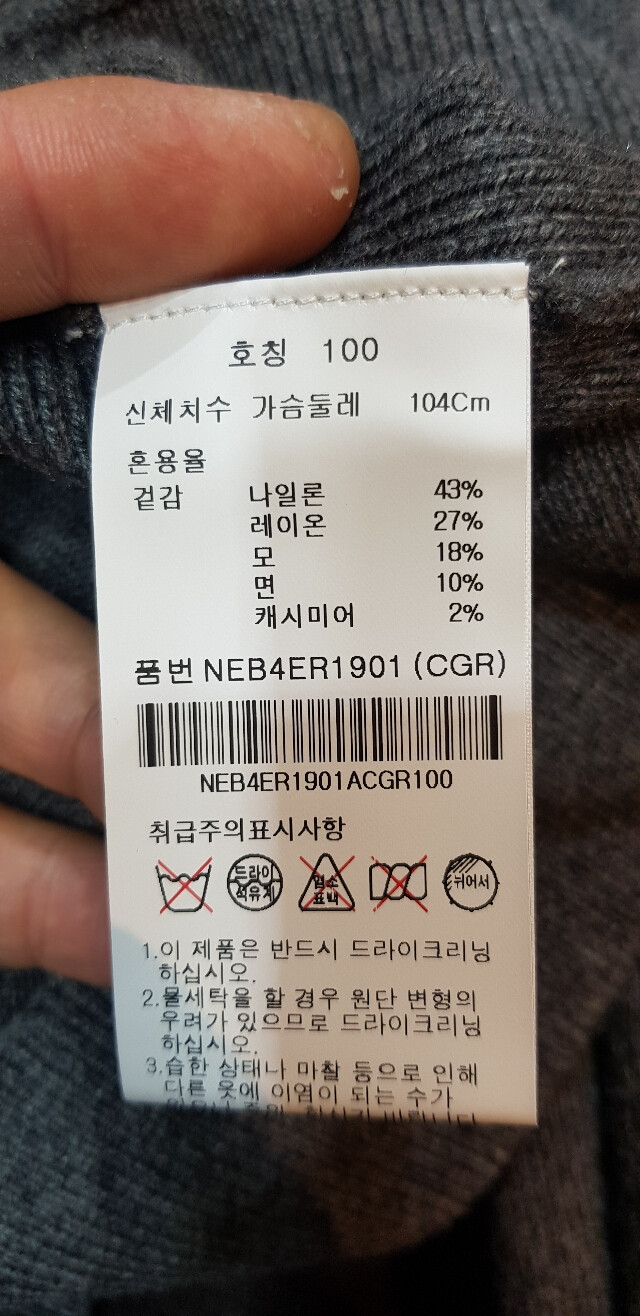 호칭 100
신체치수 가슴둘레 104Cm
혼용율
겉감 나일론 43%
레이온 27%
모 18%
면 10%
캐시미어 2%
품번 NEB4ER1901 (CGR)
NEB4ER1901ACGR100
취급주의표시사항
드라이 석유계
염소 표백
뉘어서
1.이 제품은 반드시 드라이크리닝
하십시오.
2.물세탁을 할 경우 원단 변형의
우려가 있으므로 드라이크리닝
하십시오.
3.습한 상태나 마찰 등으로 인해
다른 옷에 이염이 되는 수가